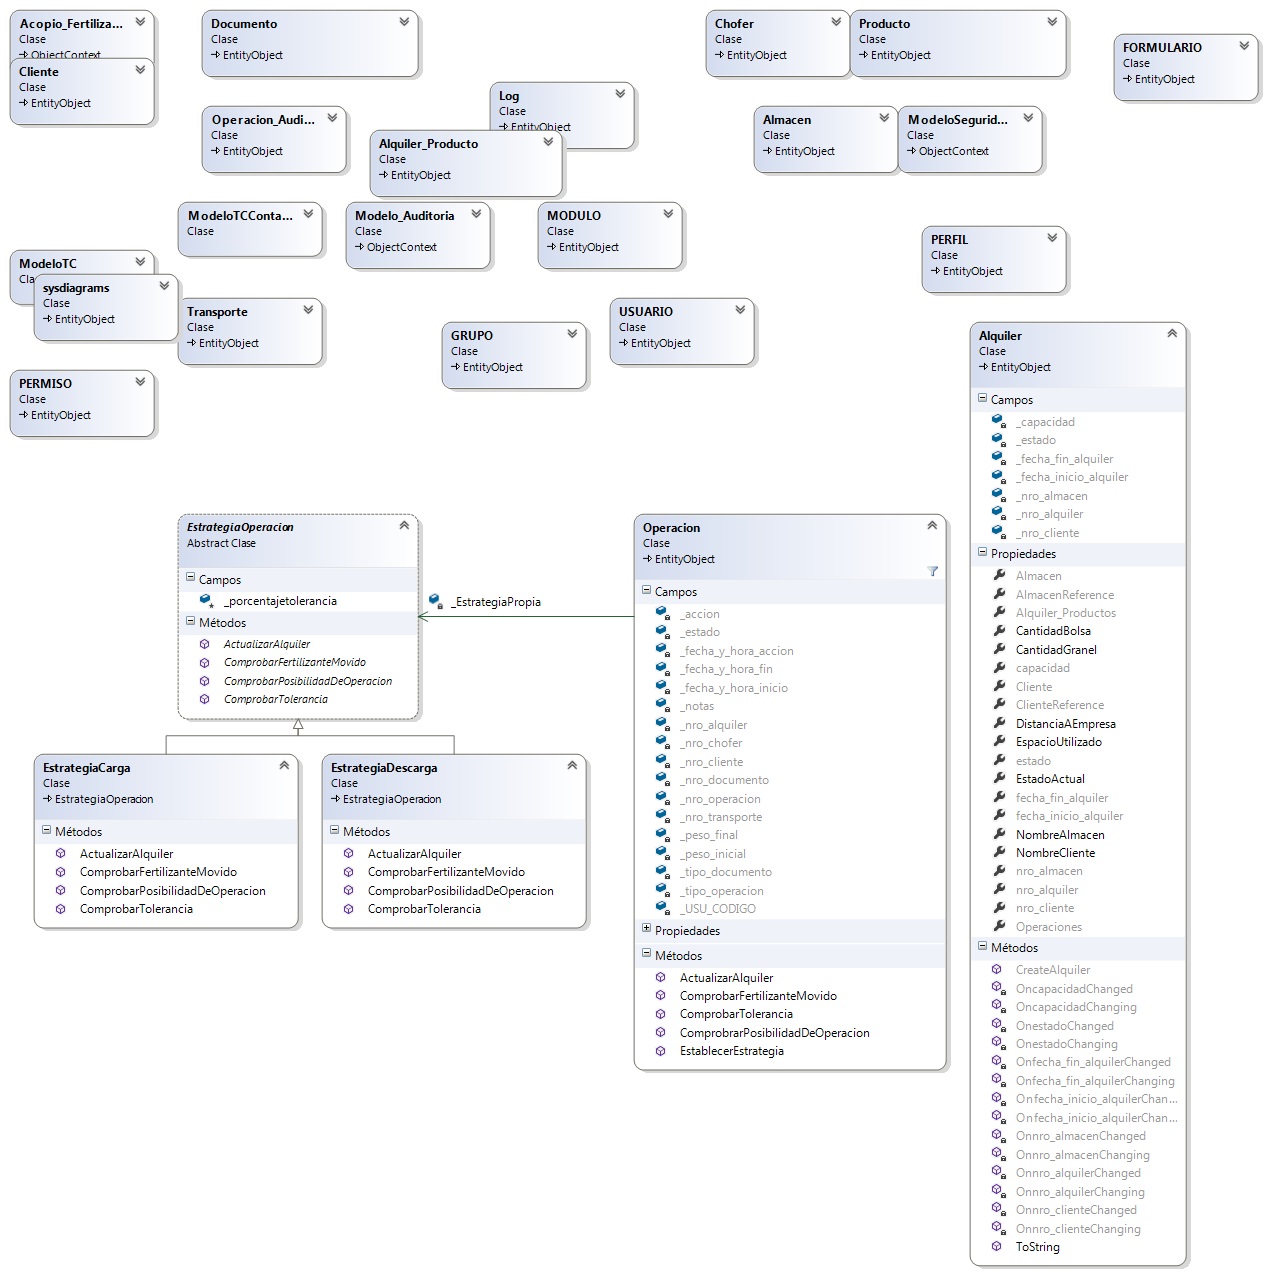 Acopio_Fertiliza...
Clase
ObjectContext
Cliente
Clase
EntityObject
Documento
Clase
EntityObject
Operacion_Audi...
Clase
EntityObject
Log
Clase
EntityObject
Alquiler_Producto
Clase
EntityObject
Chofer
Clase
EntityObject
Producto
Clase
EntityObject
FORMULARIO
Clase
EntityObject
Almacen
Clase
EntityObject
ModeloSegurid...
Clase
ObjectContext
ModeloTCConta...
Clase
Modelo_Auditoria
Clase
ObjectContext
MODULO
Clase
EntityObject
PERFIL
Clase
EntityObject
ModeloTC
sysdiagrams
Clase
EntityObject
Transporte
Clase
EntityObject
GRUPO
Clase
EntityObject
USUARIO
Clase
EntityObject
PERMISO
Clase
EntityObject
EstrategiaOperacion
Abstract Clase
Campos
_porcentajetolerancia
Métodos
ActualizarAlquiler
ComprobarFertilizanteMovido
ComprobarPosibilidadDeOperacion
ComprobarTolerancia
_EstrategiaPropia
EstrategiaCarga
Clase
EstrategiaOperacion
Métodos
ActualizarAlquiler
ComprobarFertilizanteMovido
ComprobarPosibilidadDeOperacion
ComprobarTolerancia
EstrategiaDescarga
Clase
EstrategiaOperacion
Métodos
ActualizarAlquiler
ComprobarFertilizanteMovido
ComprobarPosibilidadDeOperacion
ComprobarTolerancia
Operacion
Clase
EntityObject
Campos
_accion
_estado
_fecha_y_hora_accion
_fecha_y_hora_fin
_fecha_y_hora_inicio
_notas
_nro_alquiler
_nro_chofer
_nro_cliente
_nro_documento
_nro_operacion
_nro_transporte
_peso_final
_peso_inicial
_tipo_documento
_tipo_operacion
_USU_CODIGO
Propiedades
Métodos
ActualizarAlquiler
ComprobarFertilizanteMovido
ComprobarTolerancia
ComprobrarPosibilidadDeOperacion
EstablecerEstrategia
Alquiler
Clase
EntityObject
Campos
_capacidad
_estado
_fecha_fin_alquiler
_fecha_inicio_alquiler
_nro_almacen
_nro_alquiler
_nro_cliente
Propiedades
Almacen
AlmacenReference
Alquiler_Productos
CantidadBolsa
CantidadGranel
capacidad
Cliente
ClienteReference
DistanciaAEmpresa
EspacioUtilizado
estado
EstadoActual
fecha_fin_alquiler
fecha_inicio_alquiler
NombreAlmacen
NombreCliente
nro_almacen
nro_alquiler
nro_cliente
Operaciones
Métodos
CreateAlquiler
OncapacidadChanged
OncapacidadChanging
OnestadoChanged
OnestadoChanging
Onfecha_fin_alquilerChanged
Onfecha_fin_alquilerChanging
Onfecha_inicio_alquilerChan...
Onfecha_inicio_alquilerChan...
Onnro_almacenChanged
Onnro_almacenChanging
Onnro_alquilerChanged
Onnro_alquilerChanging
Onnro_clienteChanged
Onnro_clienteChanging
ToString